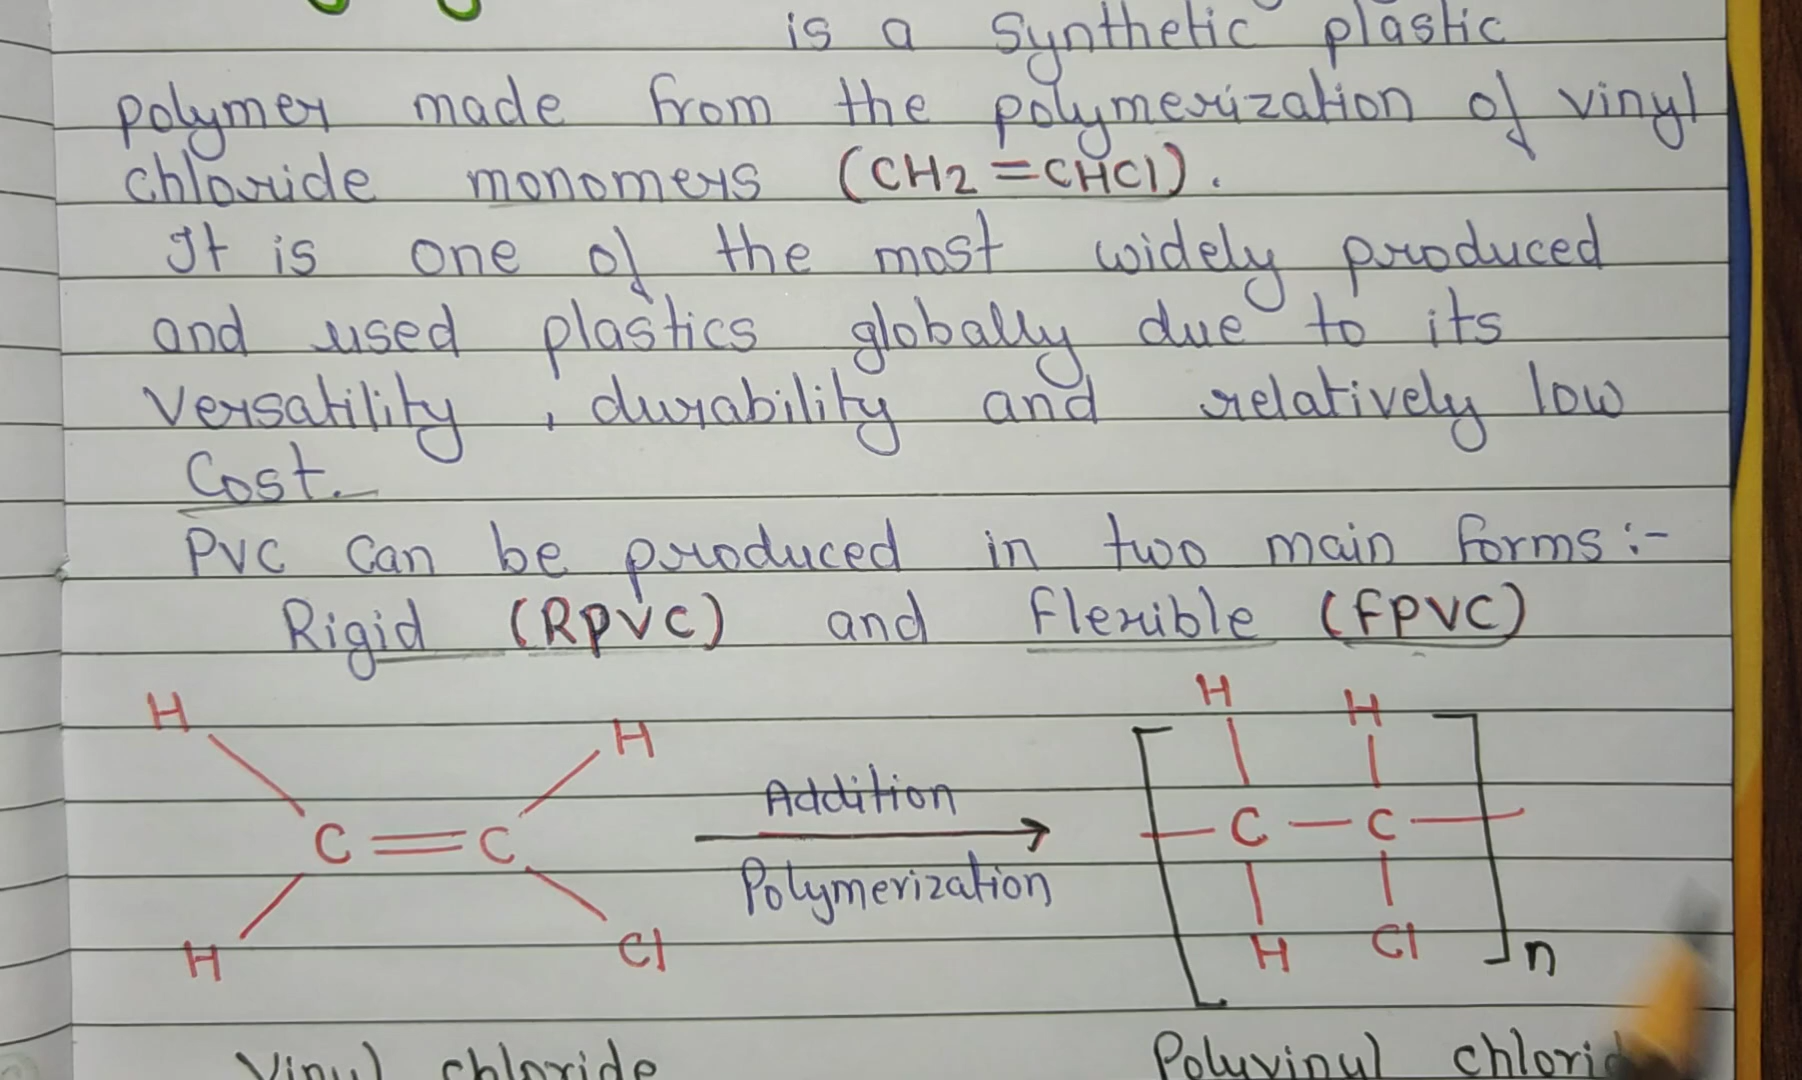 is a Synthetic plastic
polymer made from the polymerization of vinyl
chloride monomers (CH2=CHCl).
It is one of the most widely produced
and used plastics globally due to its
versatility, durability and relatively low
Cost.
PVC Can be produced in two main forms:-
Rigid (RPVC) and Flexible (FPVC)
H H H H
Addition
C = C — C — C —
Polymerization
H Cl H Cl n
Vinyl chloride Polyvinyl